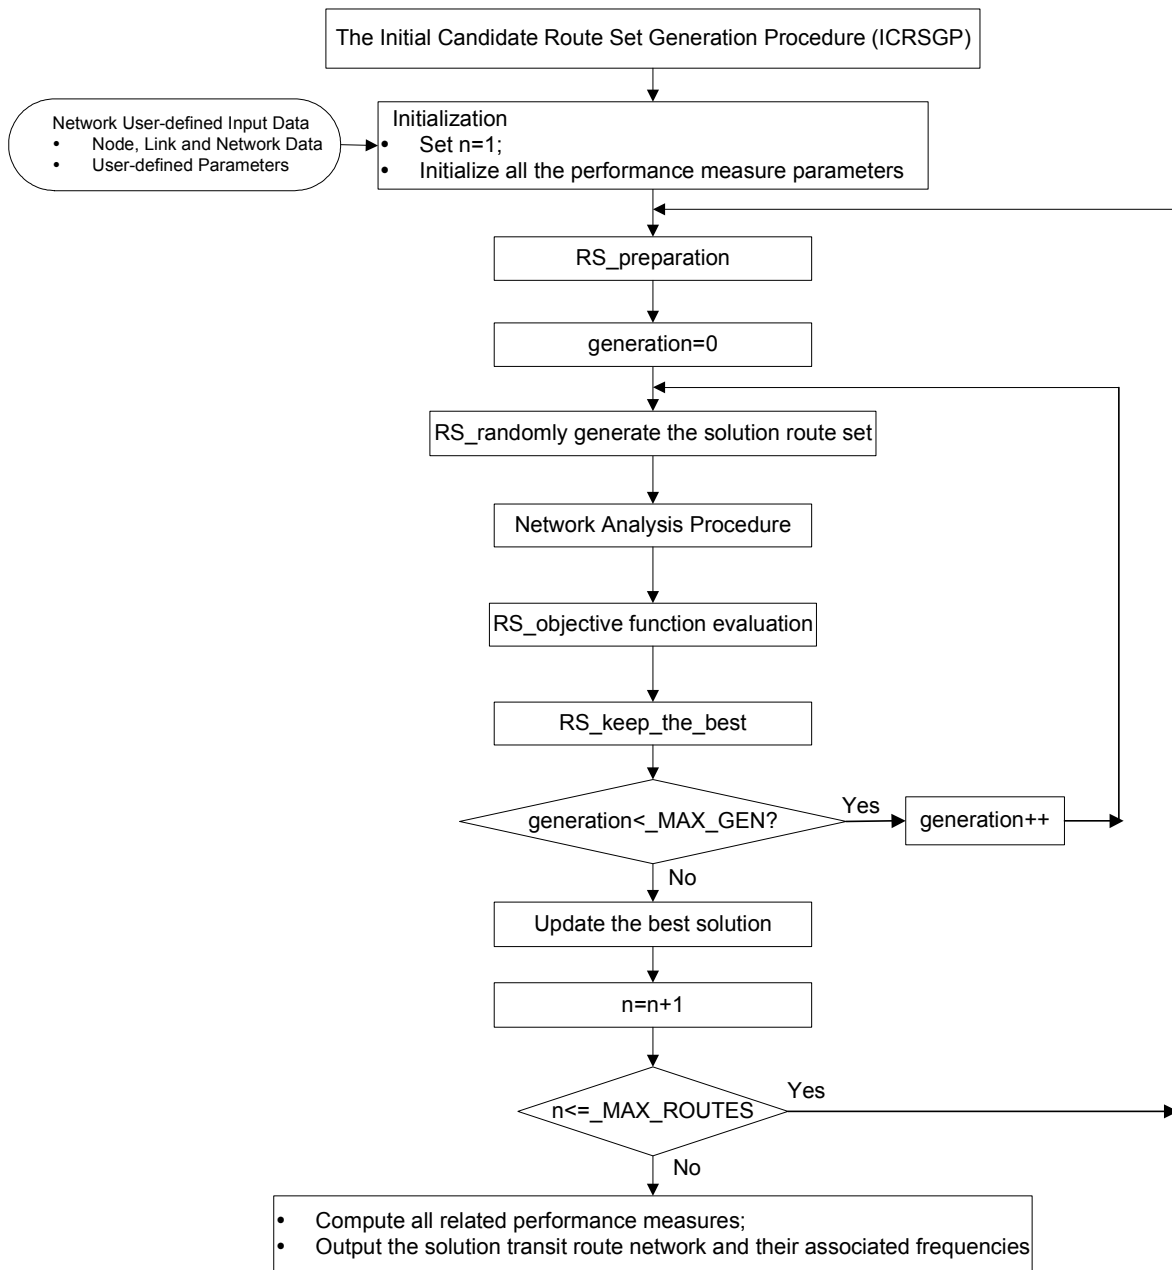 The Initial Candidate Route Set Generation Procedure (ICRSGP)
Network User-defined Input Data
• Node, Link and Network Data
• User-defined Parameters
Initialization
• Set n=1;
• Initialize all the performance measure parameters
RS_preparation
generation=0
RS_randomly generate the solution route set
Network Analysis Procedure
RS_objective function evaluation
RS_keep_the_best
generation<_MAX_GEN?
Yes
generation++
No
Update the best solution
n=n+1
n<=_MAX_ROUTES
Yes
No
• Compute all related performance measures;
• Output the solution transit route network and their associated frequencies